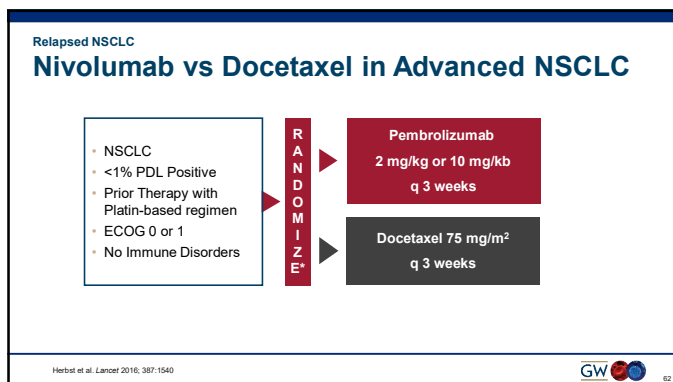 Relapsed NSCLC
Nivolumab vs Docetaxel in Advanced NSCLC
• NSCLC
• <1% PDL Positive
• Prior Therapy with
Platin-based regimen
• ECOG 0 or 1
• No Immune Disorders
R
A
N
D
O
M
I
Z
E*
Pembrolizumab
2 mg/kg or 10 mg/kb
q 3 weeks
Docetaxel 75 mg/m²
q 3 weeks
Herbst et al. Lancet 2016; 387:1540
GW
62